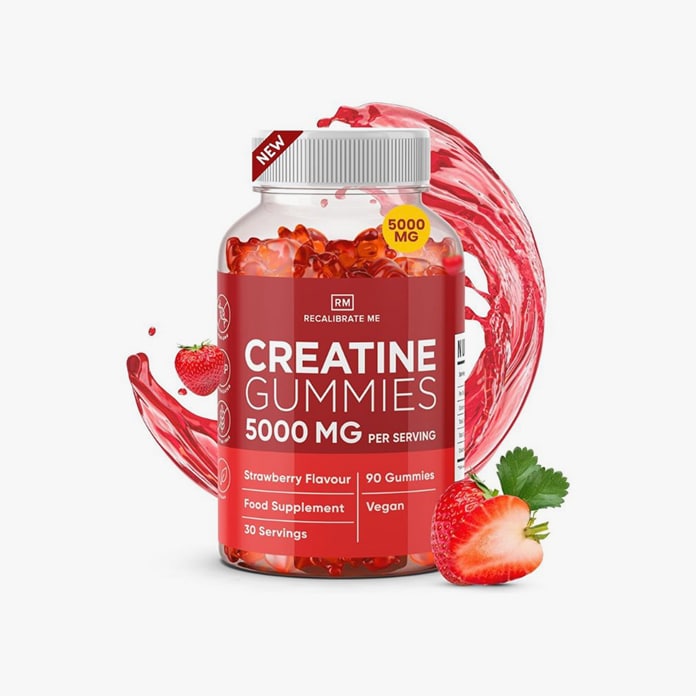 NEW
5000
MG
RM
RECALIBRATE ME
CREATINE
GUMMIES
5000 MG PER SERVING
Strawberry Flavour
90 Gummies
Food Supplement
Vegan
30 Servings